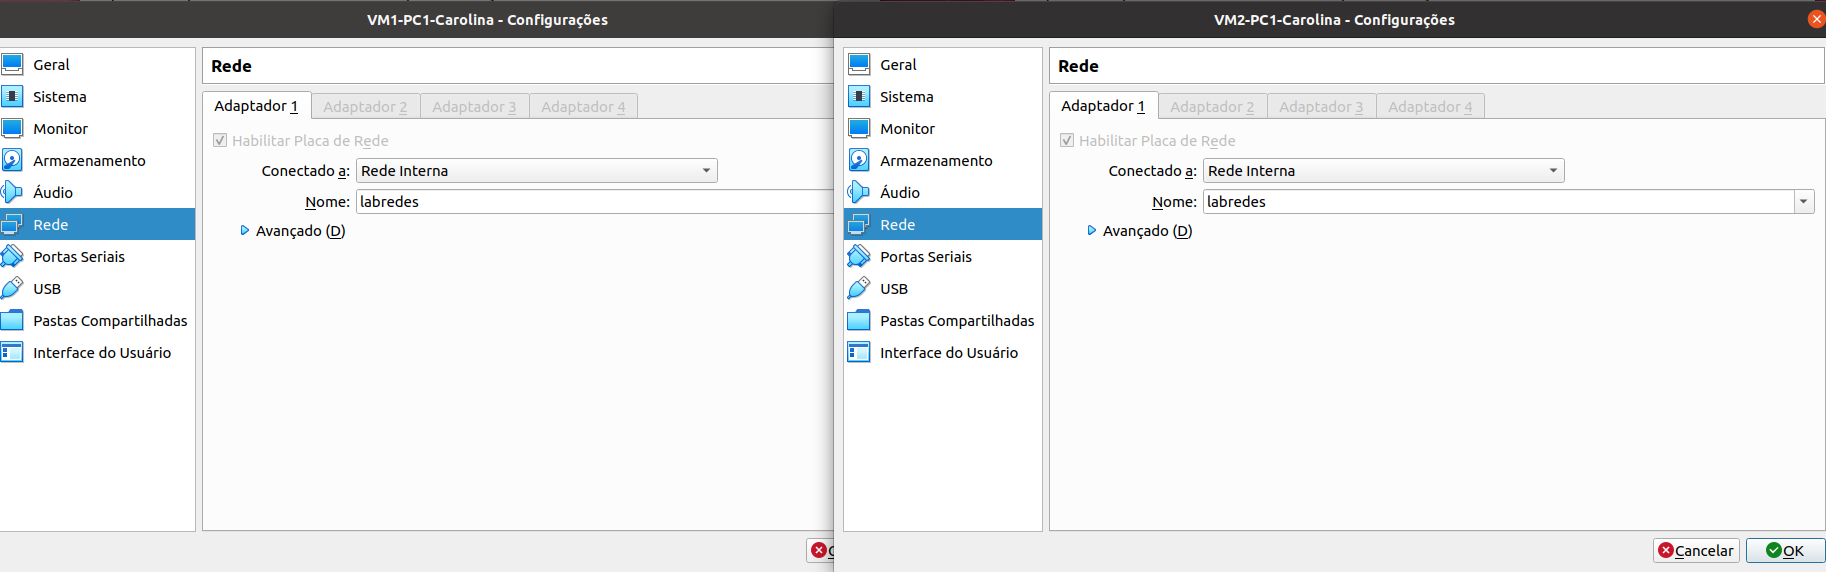 VM1-PC1-Carolina - Configurações
Geral
Sistema
Monitor
Armazenamento
Áudio
Rede
Portas Seriais
USB
Pastas Compartilhadas
Interface do Usuário
Rede
Adaptador 1 Adaptador 2 Adaptador 3 Adaptador 4
Habilitar Placa de Rede
Conectado a: Rede Interna
Nome: labredes
Avançado (D)
VM2-PC1-Carolina - Configurações
Geral
Sistema
Monitor
Armazenamento
Áudio
Rede
Portas Seriais
USB
Pastas Compartilhadas
Interface do Usuário
Rede
Adaptador 1 Adaptador 2 Adaptador 3 Adaptador 4
Habilitar Placa de Rede
Conectado a: Rede Interna
Nome: labredes
Avançado (D)
Cancelar OK